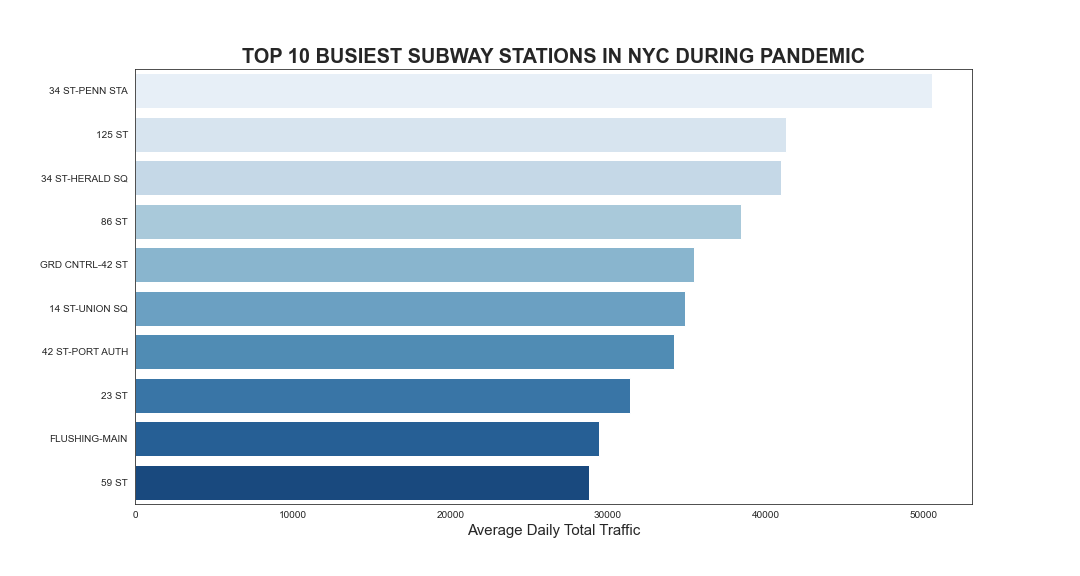 TOP 10 BUSIEST SUBWAY STATIONS IN NYC DURING PANDEMIC
34 ST-PENN STA
125 ST
34 ST-HERALD SQ
86 ST
GRD CNTRL-42 ST
14 ST-UNION SQ
42 ST-PORT AUTH
23 ST
FLUSHING-MAIN
59 ST
0 10000 20000 30000 40000 50000
Average Daily Total Traffic